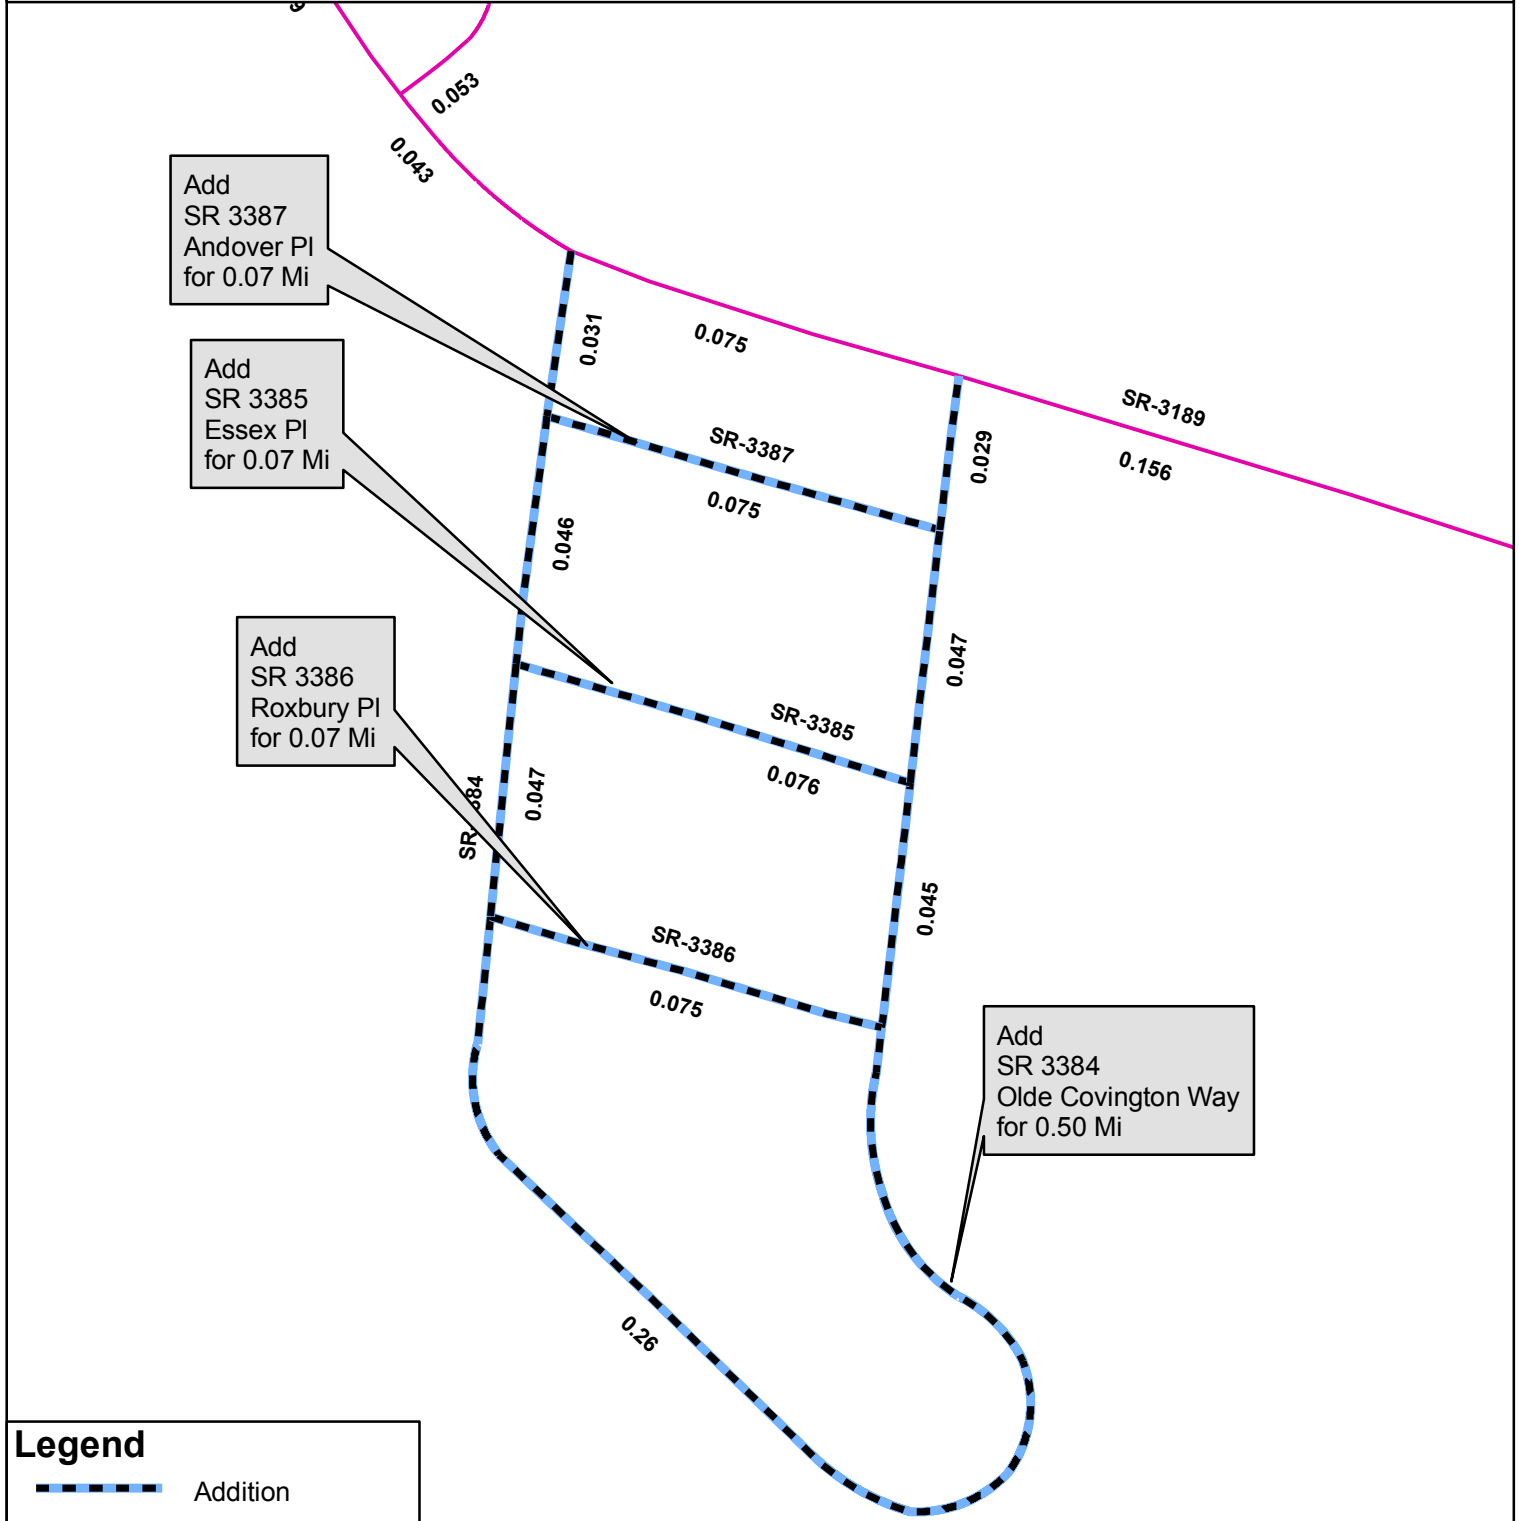 0.053
0.043
Add
SR 3387
Andover Pl
for 0.07 Mi
0.031
0.075
Add
SR 3385
Essex Pl
for 0.07 Mi
SR-3189
0.156
0.029
SR-3387
0.075
0.046
0.047
Add
SR 3386
Roxbury Pl
for 0.07 Mi
SR-3385
0.076
0.047
0.045
SR-3386
0.075
Add
SR 3384
Olde Covington Way
for 0.50 Mi
0.26
Legend
Addition